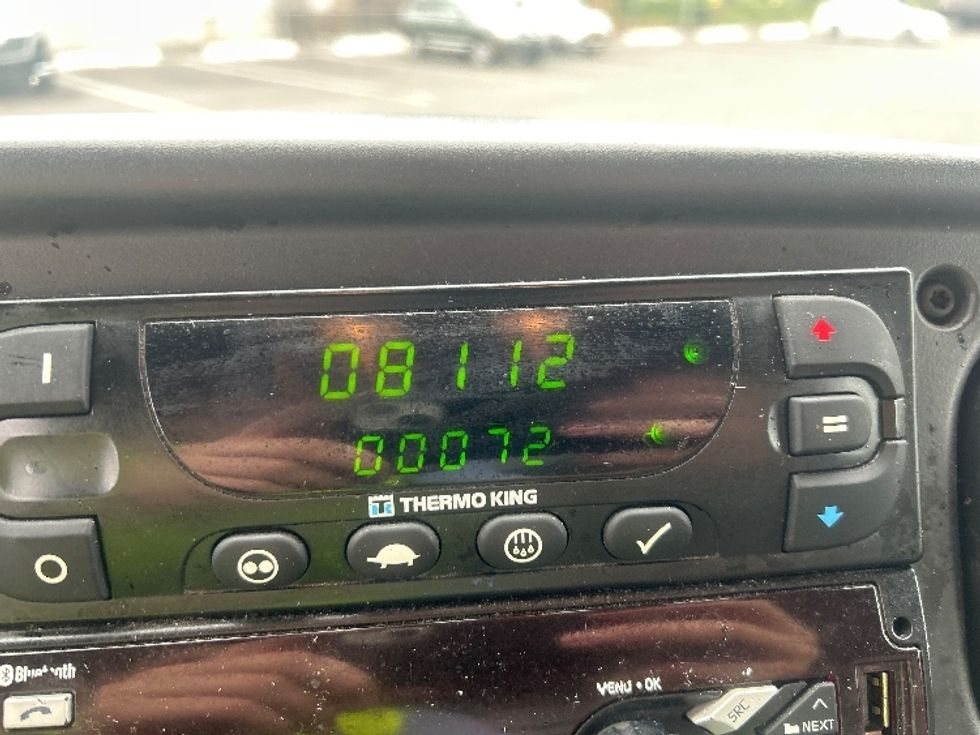 08112
00072
THERMO KING
Bluetooth
MENU • OK
SRC
NEXT